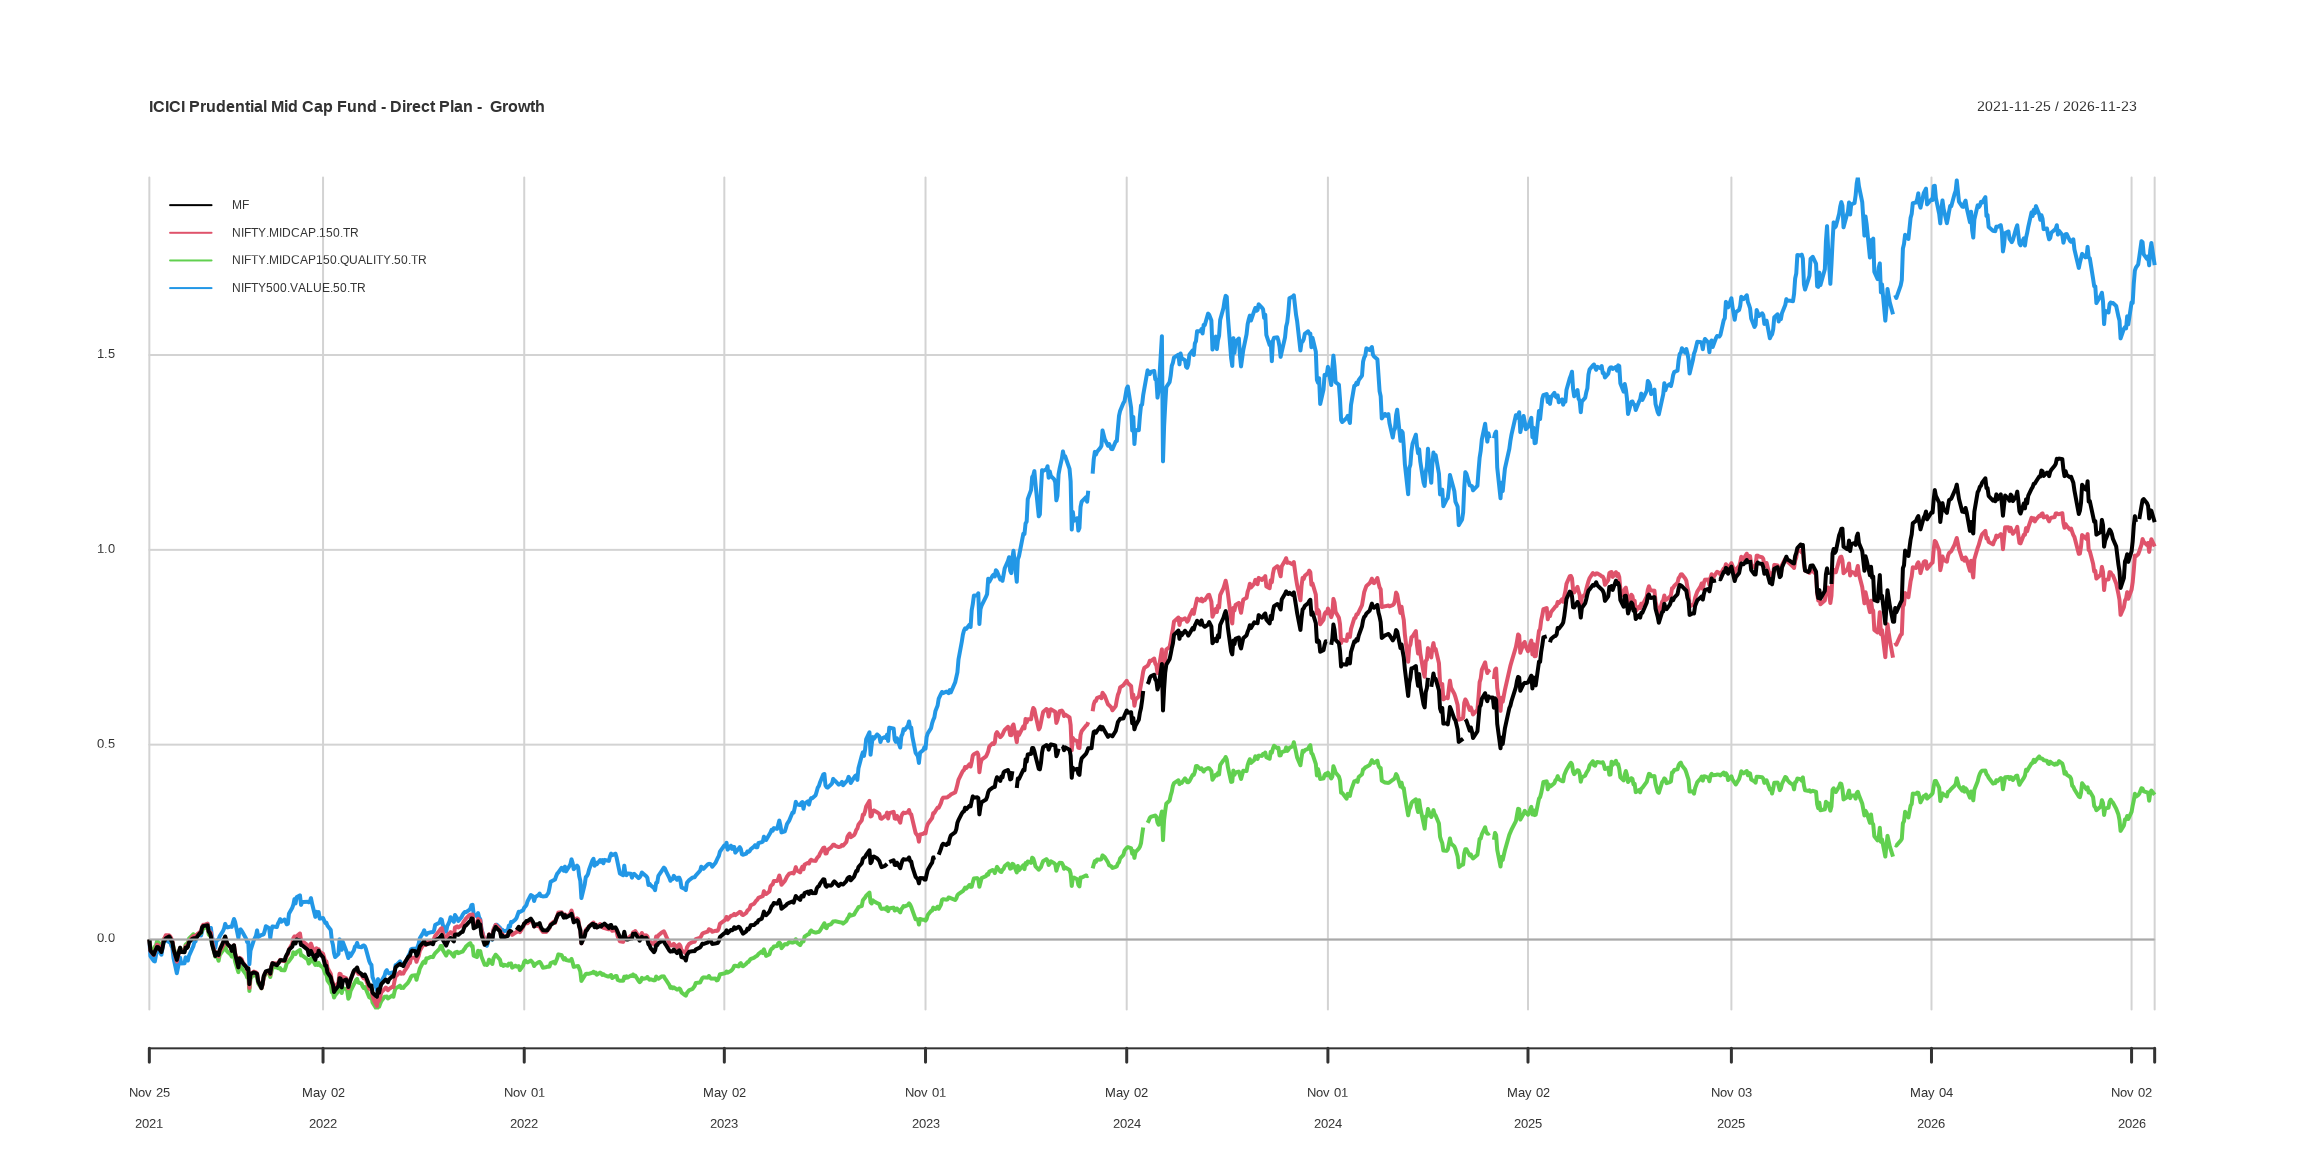 ICICI Prudential Mid Cap Fund - Direct Plan -  Growth
2021-11-25 / 2026-11-23
MF
NIFTY.MIDCAP.150.TR
NIFTY.MIDCAP150.QUALITY.50.TR
NIFTY500.VALUE.50.TR
1.5
1.0
0.5
0.0
Nov 25 May 02 Nov 01 May 02 Nov 01 May 02 Nov 01 May 02 Nov 03 May 04 Nov 02
2021 2022 2022 2023 2023 2024 2024 2025 2025 2026 2026